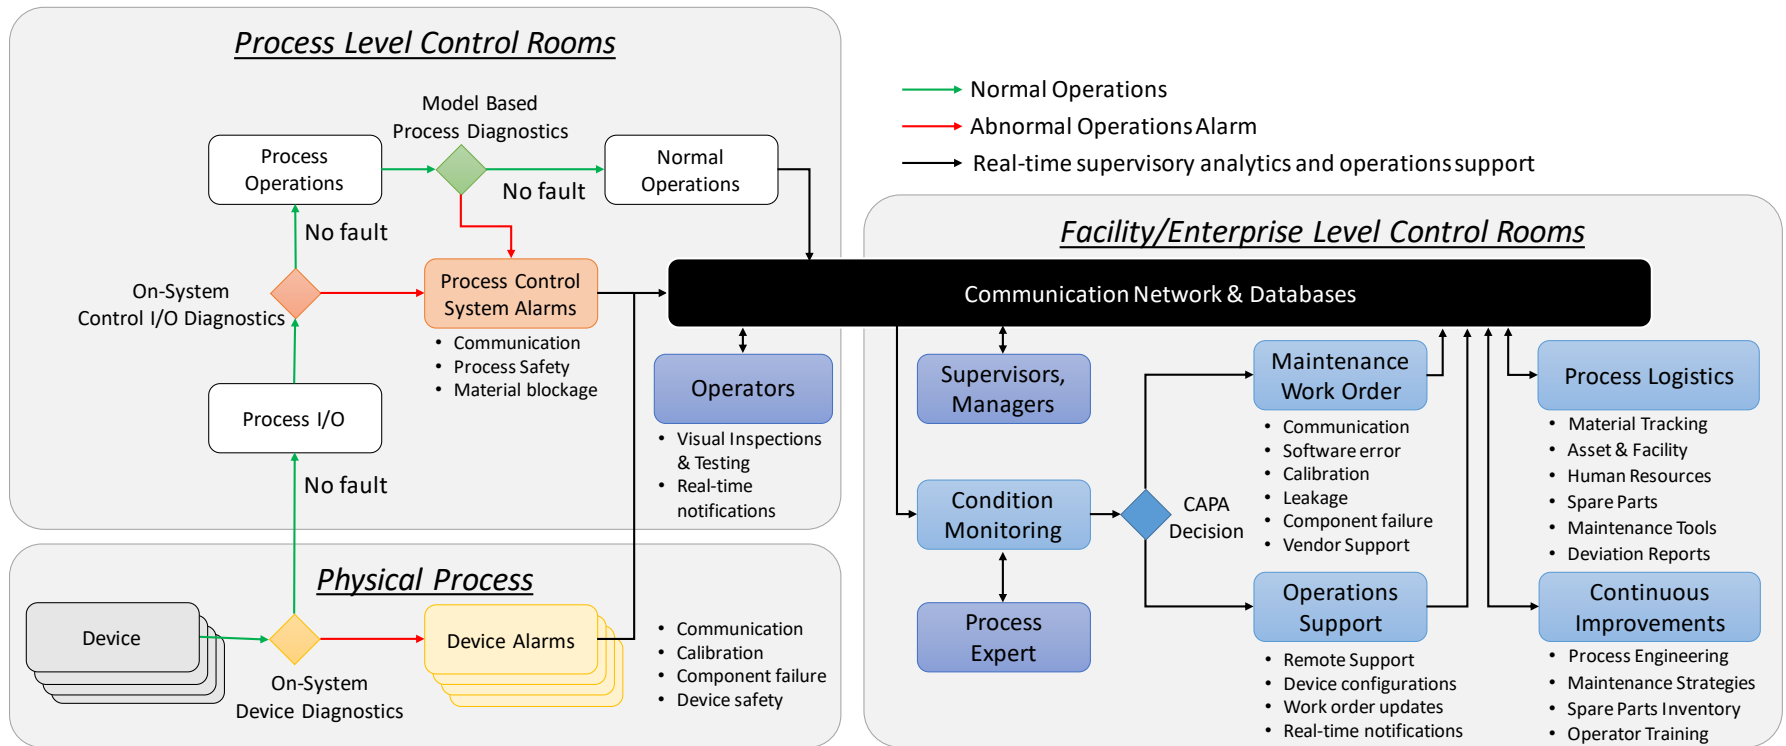 Process Level Control Rooms
Model Based
Process Diagnostics
Process
Operations
No fault
Normal
Operations
No fault
On-System
Control I/O Diagnostics
Process Control
System Alarms
• Communication
• Process Safety
• Material blockage
Process I/O
No fault
Operators
• Visual Inspections
& Testing
• Real-time
notifications
Physical Process
Device
On-System
Device Diagnostics
Device Alarms
• Communication
• Calibration
• Component failure
• Device safety
Normal Operations
Abnormal Operations Alarm
Real-time supervisory analytics and operations support
Facility/Enterprise Level Control Rooms
Communication Network & Databases
Supervisors,
Managers
Condition
Monitoring
Process
Expert
CAPA
Decision
Maintenance
Work Order
• Communication
• Software error
• Calibration
• Leakage
• Component failure
• Vendor Support
Operations
Support
• Remote Support
• Device configurations
• Work order updates
• Real-time notifications
Process Logistics
• Material Tracking
• Asset & Facility
• Human Resources
• Spare Parts
• Maintenance Tools
• Deviation Reports
Continuous
Improvements
• Process Engineering
• Maintenance Strategies
• Spare Parts Inventory
• Operator Training